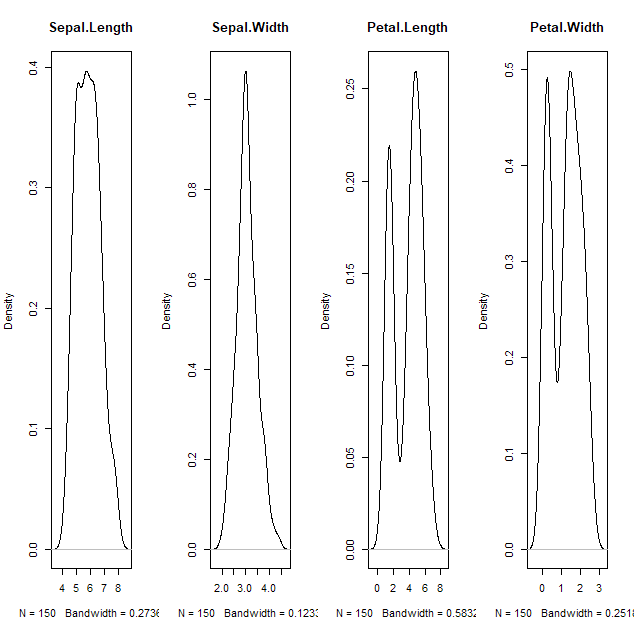 Sepal.Length
Sepal.Width
Petal.Length
Petal.Width
Density
0.0
0.1
0.2
0.3
0.4
4 5 6 7 8
N = 150 Bandwidth = 0.2736
Density
0.0
0.2
0.4
0.6
0.8
1.0
2.0 3.0 4.0
N = 150 Bandwidth = 0.1233
Density
0.00
0.05
0.10
0.15
0.20
0.25
0 2 4 6 8
N = 150 Bandwidth = 0.5832
Density
0.0
0.1
0.2
0.3
0.4
0.5
0 1 2 3
N = 150 Bandwidth = 0.2518